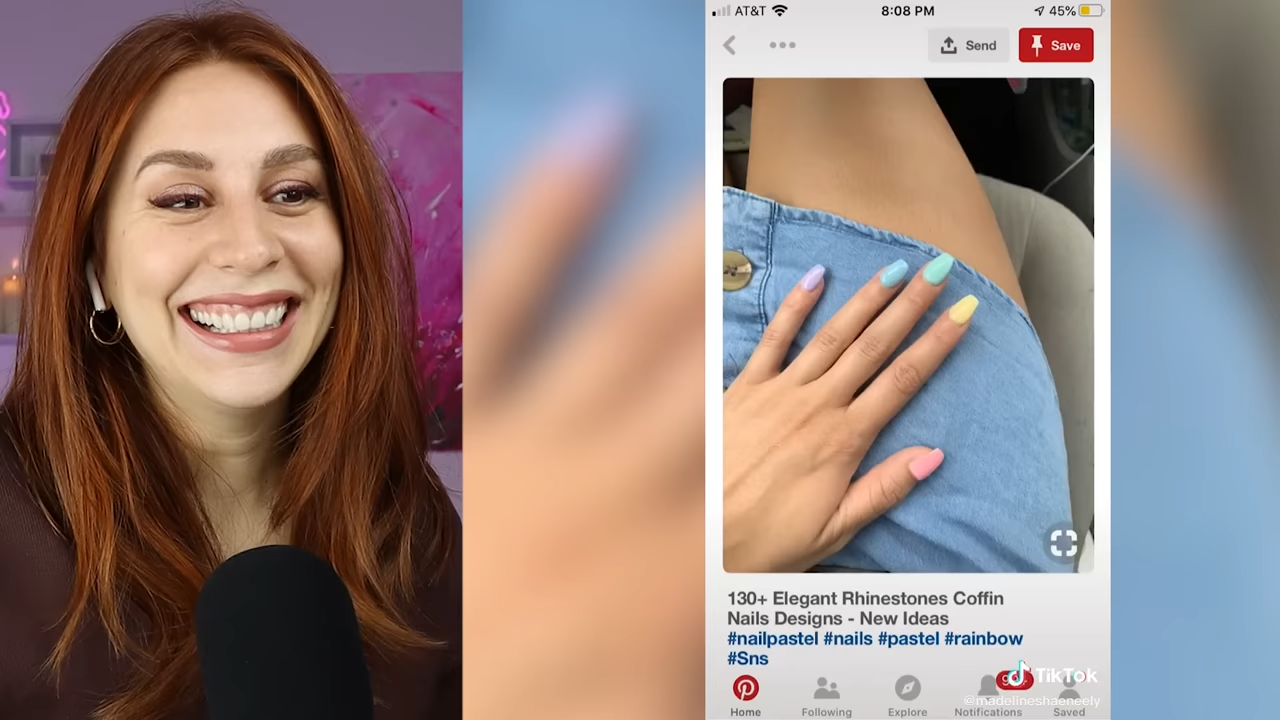 AT&T
8:08 PM
45%
Send
Save
130+ Elegant Rhinestones Coffin
Nails Designs - New Ideas
#nailpastel #nails #pastel #rainbow
#Sns
TikTok
@madelineshaeneely
Home
Following
Explore
Notifications
Saved